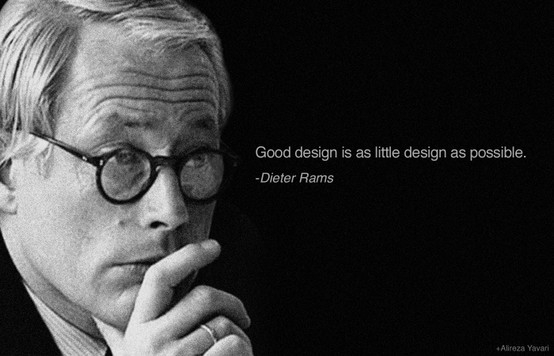 Good design is as little design as possible.
-Dieter Rams
+Alireza Yavari